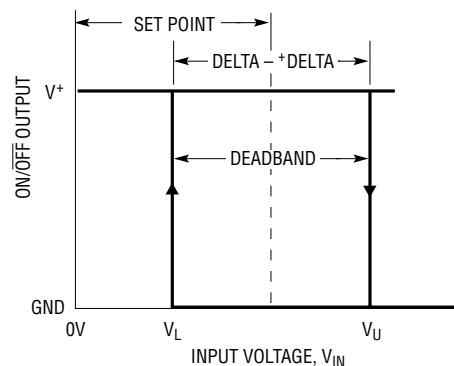 SET POINT
DELTA – +DELTA
V+
DEADBAND
ON/OFF OUTPUT
GND
0V
VL
VU
INPUT VOLTAGE, VIN